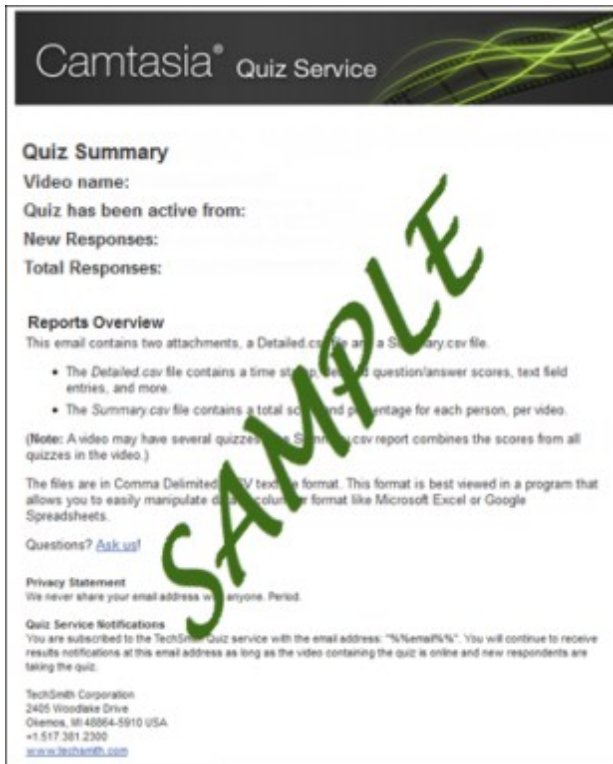 Camtasia® Quiz Service
Quiz Summary
Video name:
Quiz has been active from:
New Responses:
Total Responses:
Reports Overview
This email contains two attachments, a Detailed.csv file and a Summary.csv file.
• The Detailed.csv file contains a time question/answer scores, text field
entries, and more.
• The Summary.csv file contains a total score and percentage for each person, per video.
(Note: A video may have several quizzes. The Summary.csv report combines the scores from all
quizzes in the video.)
The files are in Comma Delimited CSV text format. This format is best viewed in a program that
allows you to easily manipulate format like Microsoft Excel or Google
Spreadsheets.
Questions? Ask us!
Privacy Statement
We never share your email address with anyone. Period.
Quiz Service Notifications
You are subscribed to the TechSmith Quiz service with the email address: "%%email%%". You will continue to receive
results notifications at this email address as long as the video containing the quiz is online and new respondents are
taking the quiz.
TechSmith Corporation
2405 Woodlake Drive
Okemos, MI 48864-5910 USA
+1.517.381.2300
www.techsmith.com
SAMPLE